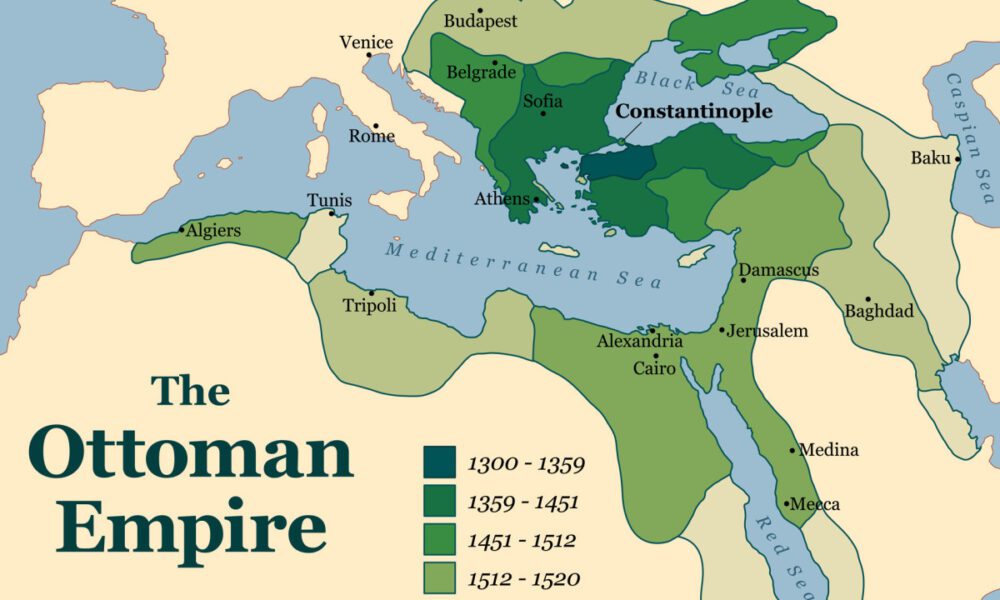 Budapest
Venice
Belgrade
Black Sea
Caspian Sea
Sofia
Constantinople
Rome
Baku
Tunis
Athens
Algiers
Mediterranean Sea
Damascus
Tripoli
Baghdad
Alexandria
Jerusalem
Cairo
The
Ottoman
Empire
1300 - 1359
1359 - 1451
1451 - 1512
1512 - 1520
Medina
Mecca
Red Sea